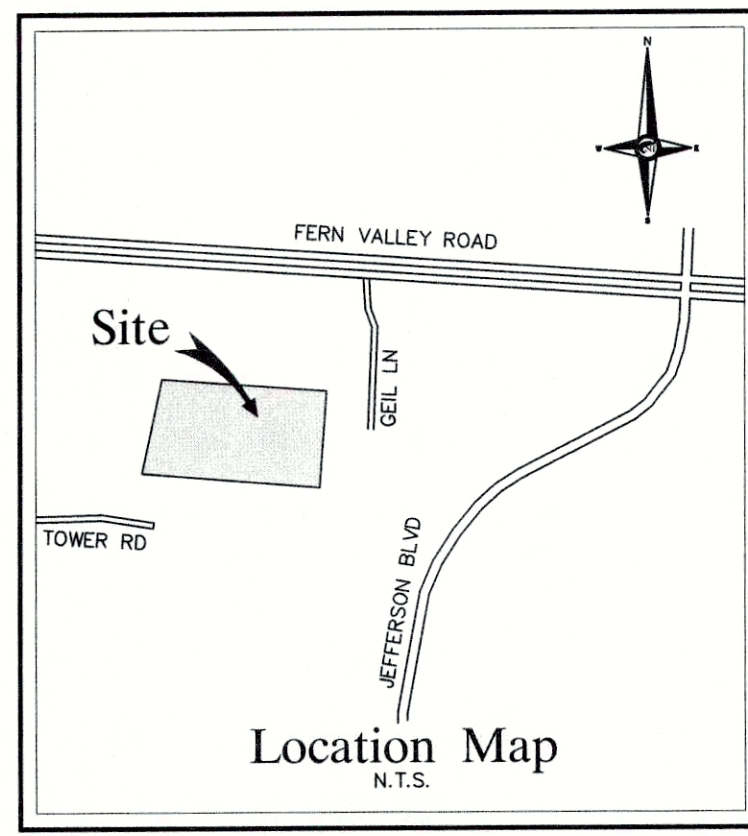 N
W E
S
FERN VALLEY ROAD
Site
GEIL LN
TOWER RD
JEFFERSON BLVD
Location Map
N.T.S.